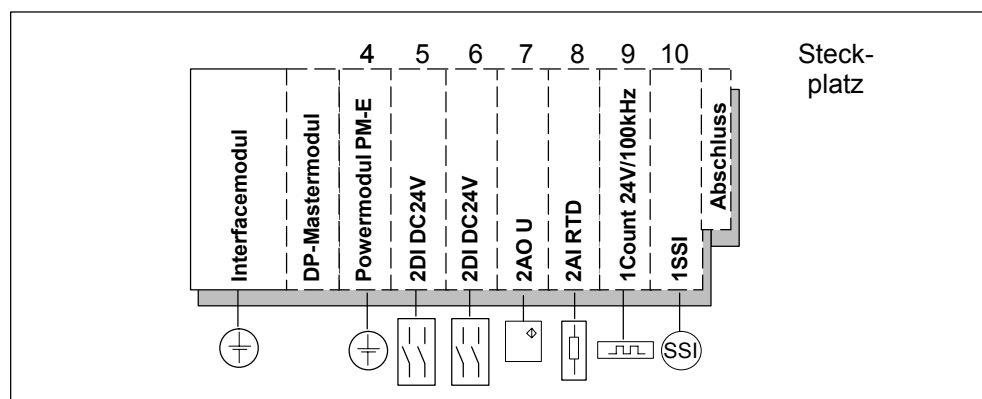 4 5 6 7 8 9 10
Steck-
platz
Interfacemodul
DP-Mastermodul
Powermodul PM-E
2DI DC24V
2DI DC24V
2AO U
2AI RTD
1Count 24V/100kHz
1SSI
Abschluss
SSI